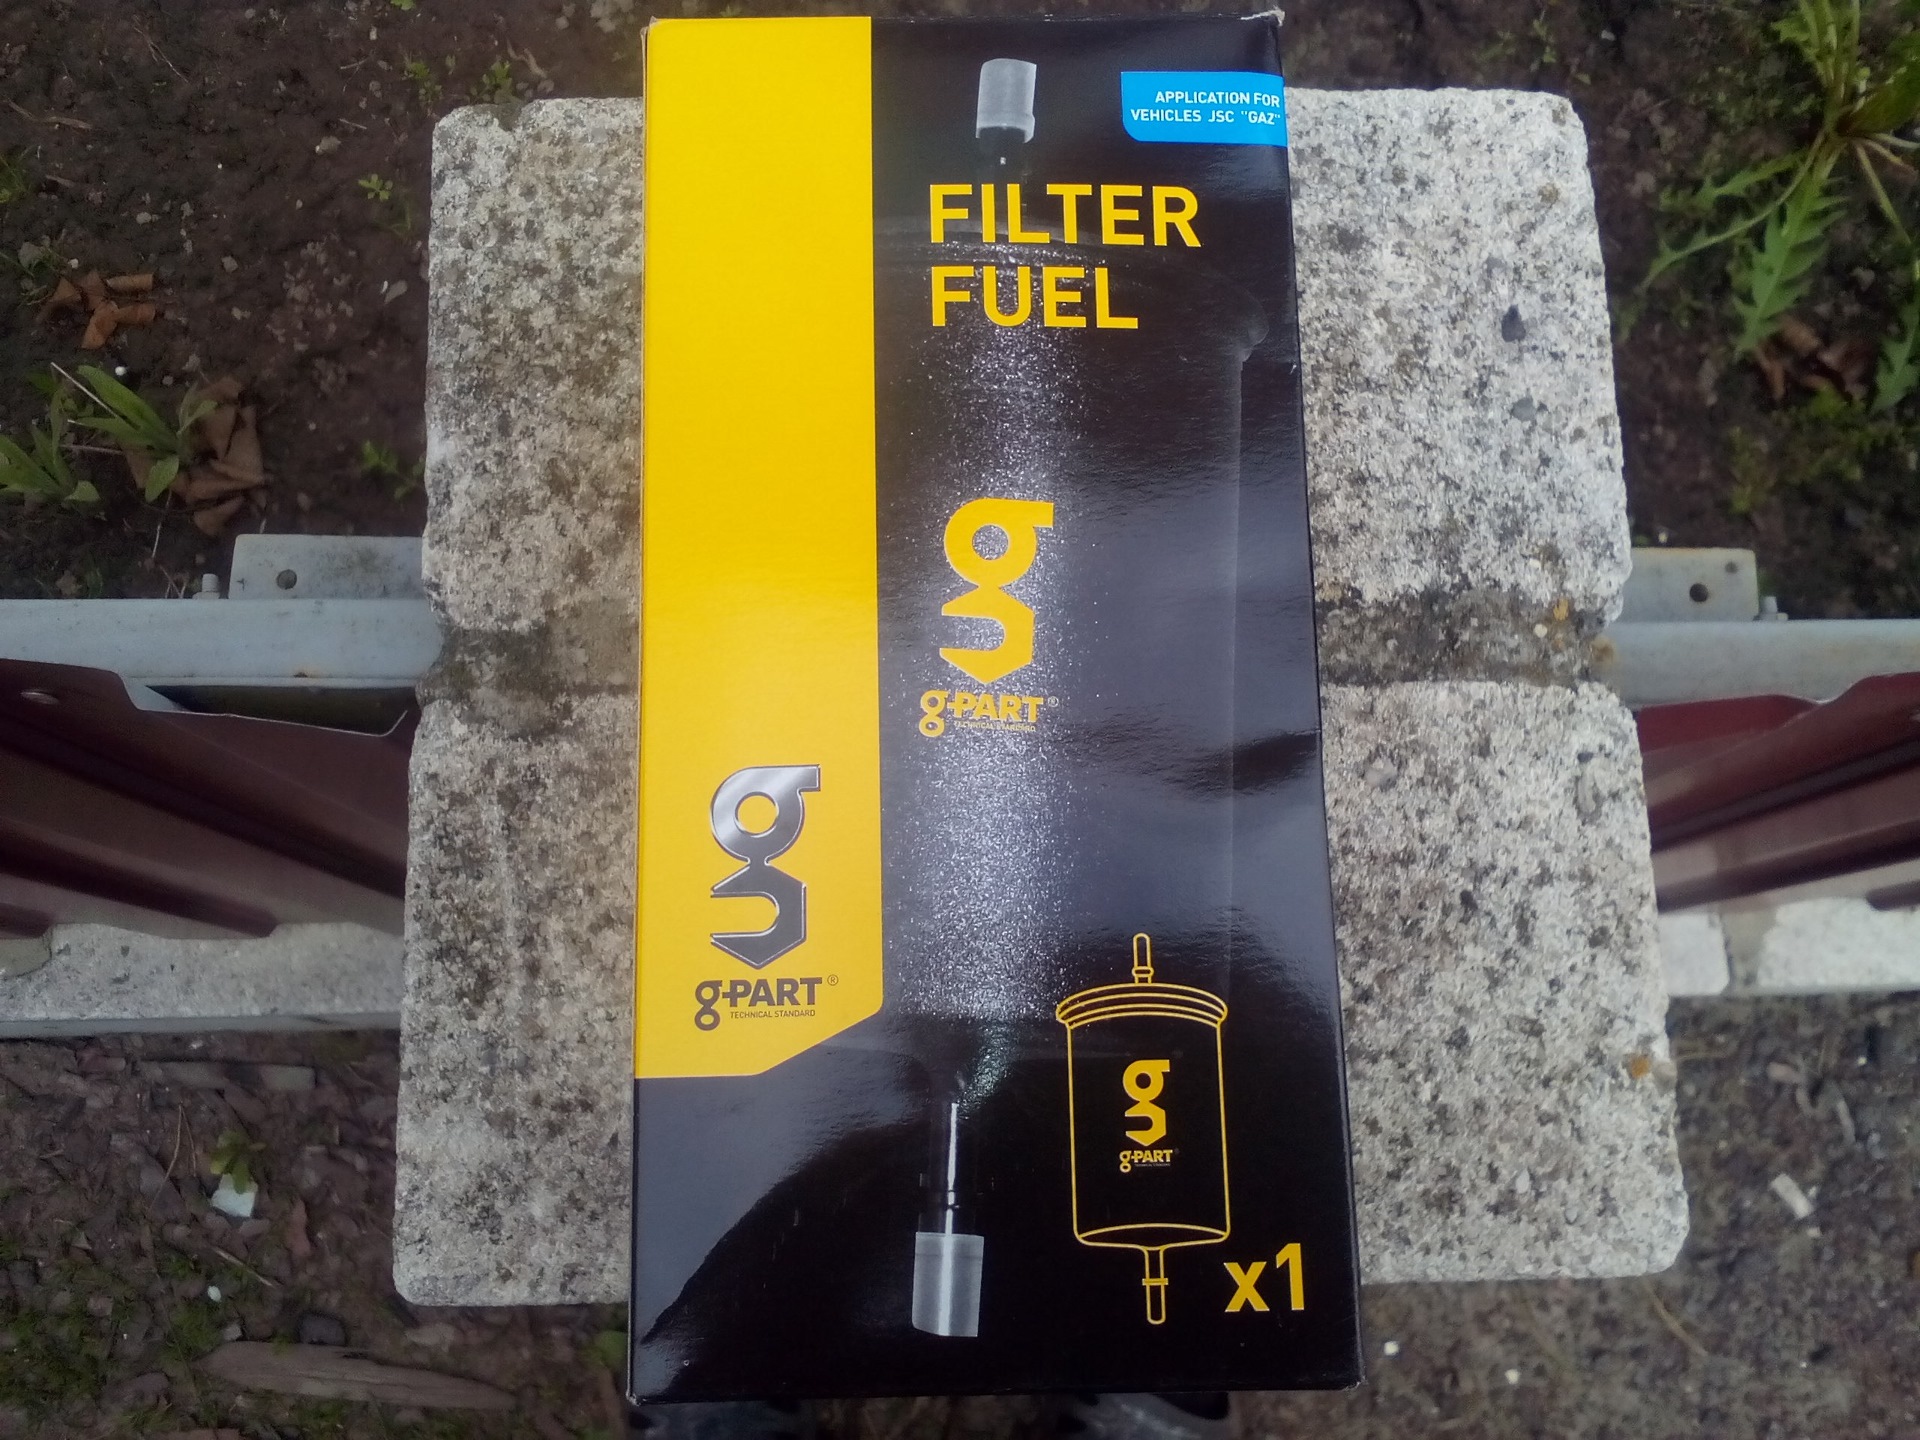 APPLICATION FOR
VEHICLES JSC "GAZ"
FILTER
FUEL
g-PART®
TECHNICAL STANDARD
g-PART®
TECHNICAL STANDARD
g-PART
x1